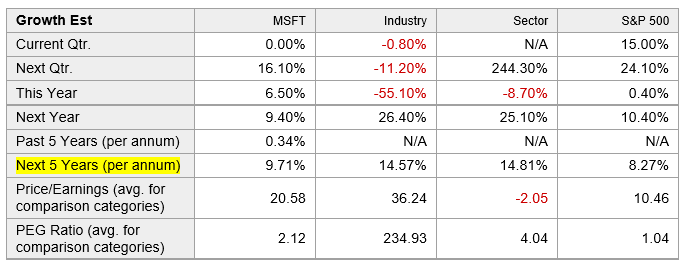 Growth Est MSFT Industry Sector S&P 500
Current Qtr. 0.00% -0.80% N/A 15.00%
Next Qtr. 16.10% -11.20% 244.30% 24.10%
This Year 6.50% -55.10% -8.70% 0.40%
Next Year 9.40% 26.40% 25.10% 10.40%
Past 5 Years (per annum) 0.34% N/A N/A N/A
Next 5 Years (per annum) 9.71% 14.57% 14.81% 8.27%
Price/Earnings (avg. for
comparison categories) 20.58 36.24 -2.05 10.46
PEG Ratio (avg. for
comparison categories) 2.12 234.93 4.04 1.04